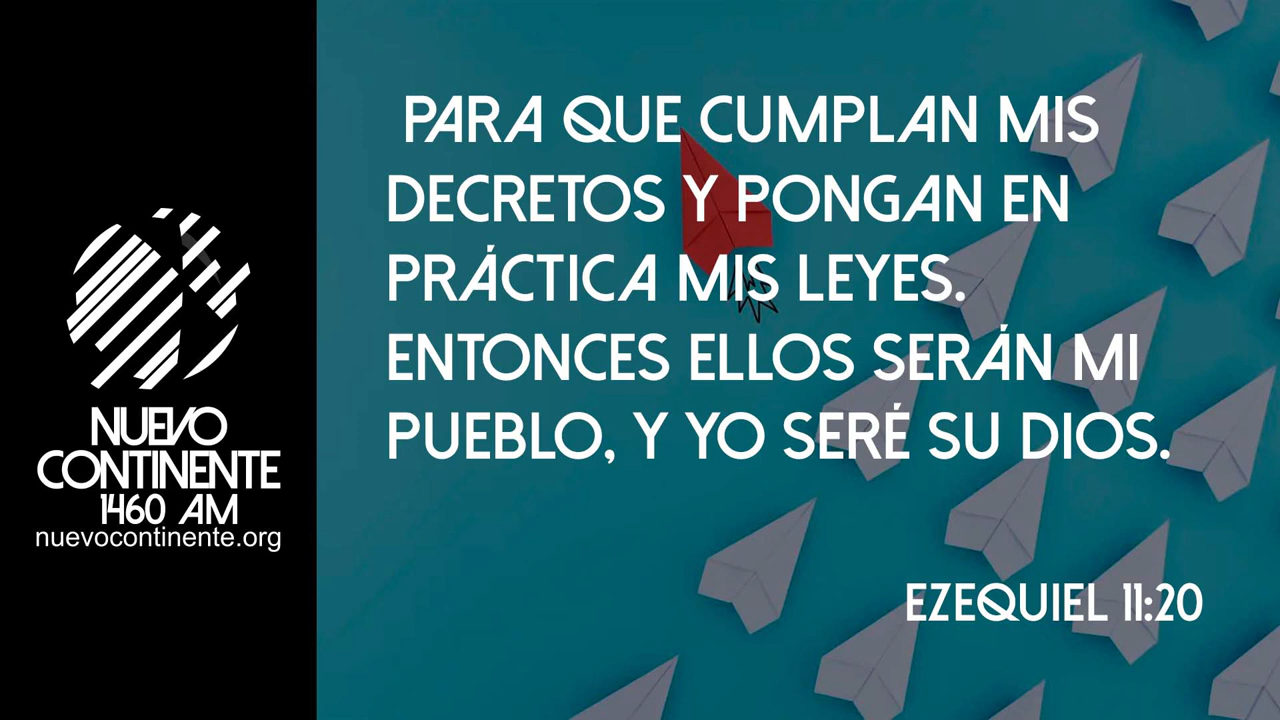 NUEVO
CONTINENTE
1460 AM
nuevocontinente.org
PARA QUE CUMPLAN MIS
DECRETOS Y PONGAN EN
PRÁCTICA MIS LEYES.
ENTONCES ELLOS SERÁN MI
PUEBLO, Y YO SERÉ SU DIOS.
EZEQUIEL 11:20